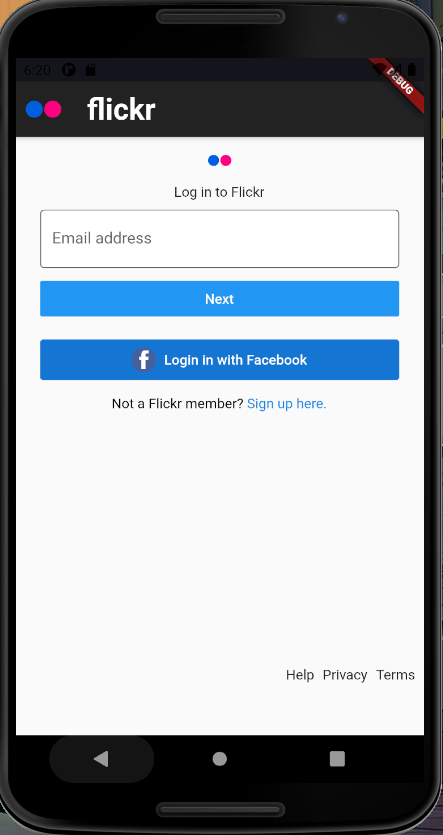 6:20
DEBUG
flickr
Log in to Flickr
Email address
Next
f Login in with Facebook
Not a Flickr member? Sign up here.
Help Privacy Terms